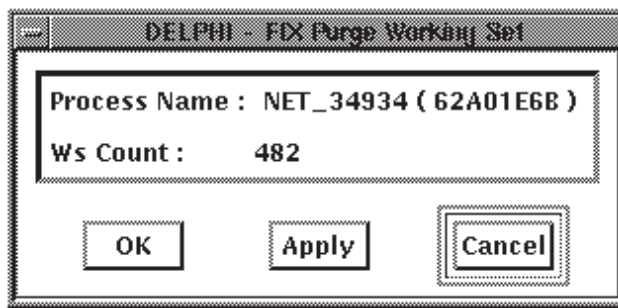 DELPHI - FIX Purge Working Set
Process Name : NET_34934 ( 62A01E6B )
Ws Count : 482
OK Apply Cancel